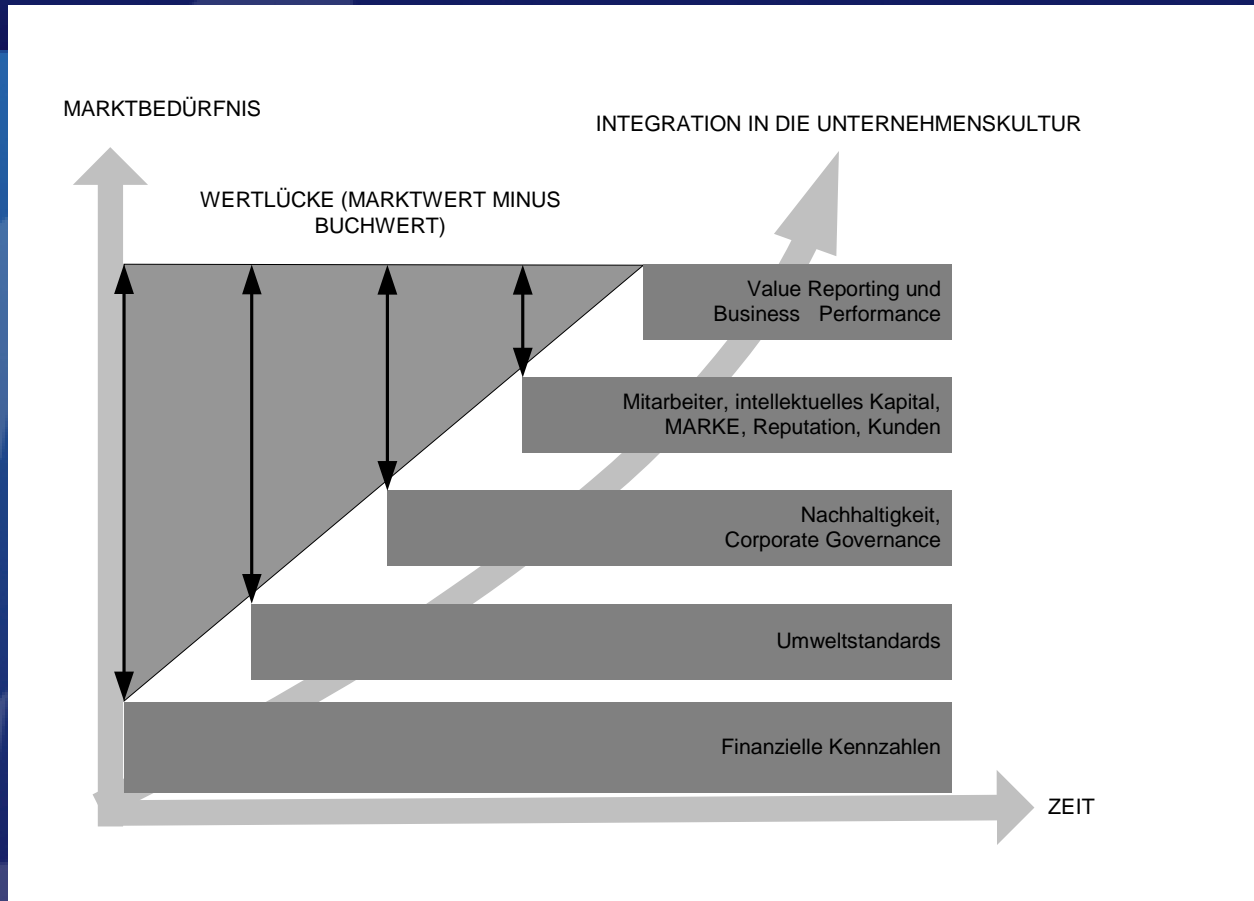 MARKTBEDÜRFNIS
INTEGRATION IN DIE UNTERNEHMENSKULTUR
WERTLÜCKE (MARKTWERT MINUS
BUCHWERT)
Value Reporting und
Business Performance
Mitarbeiter, intellektuelles Kapital,
MARKE, Reputation, Kunden
Nachhaltigkeit,
Corporate Governance
Umweltstandards
Finanzielle Kennzahlen
ZEIT